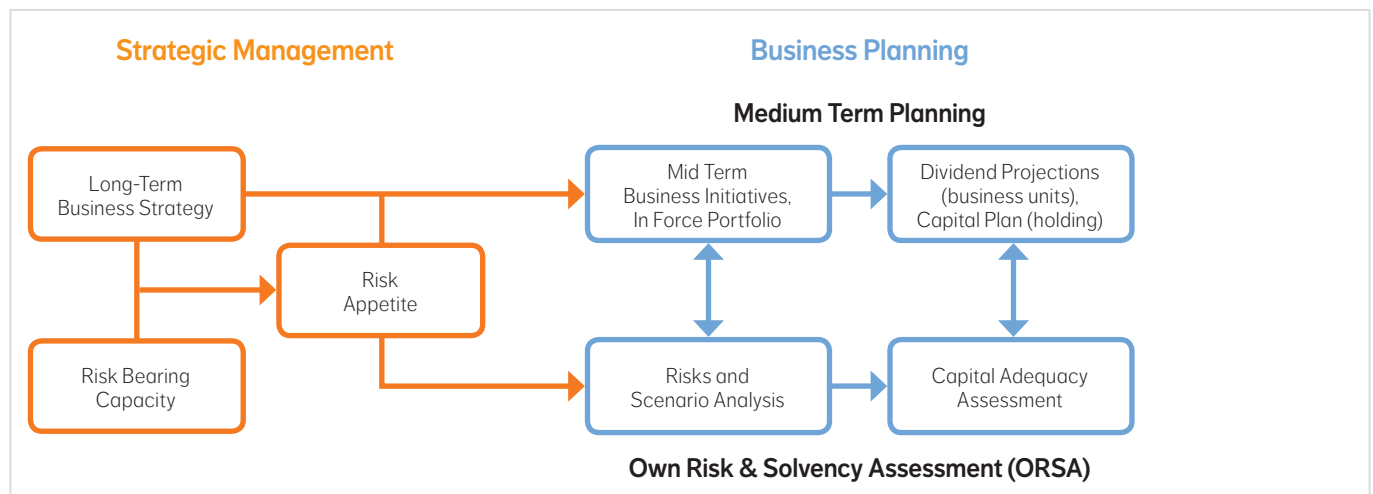 Strategic Management
Business Planning
Medium Term Planning
Long-Term
Business Strategy
Risk
Appetite
Risk Bearing
Capacity
Mid Term
Business Initiatives,
In Force Portfolio
Dividend Projections
(business units),
Capital Plan (holding)
Risks and
Scenario Analysis
Capital Adequacy
Assessment
Own Risk & Solvency Assessment (ORSA)